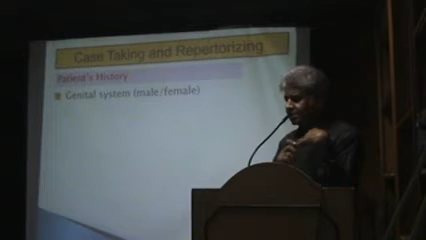 Case Taking and Repertorizing
Patient's History
Genital system (male/female)